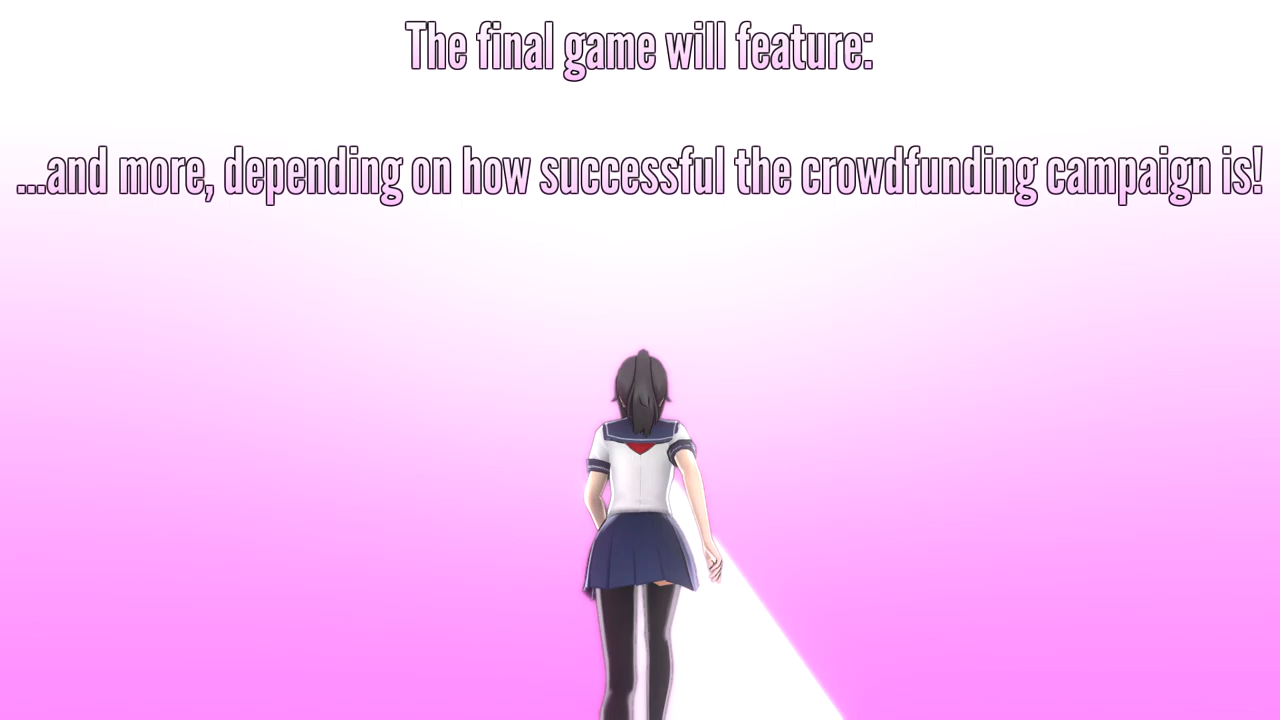 The final game will feature:
...and more, depending on how successful the crowdfunding campaign is!